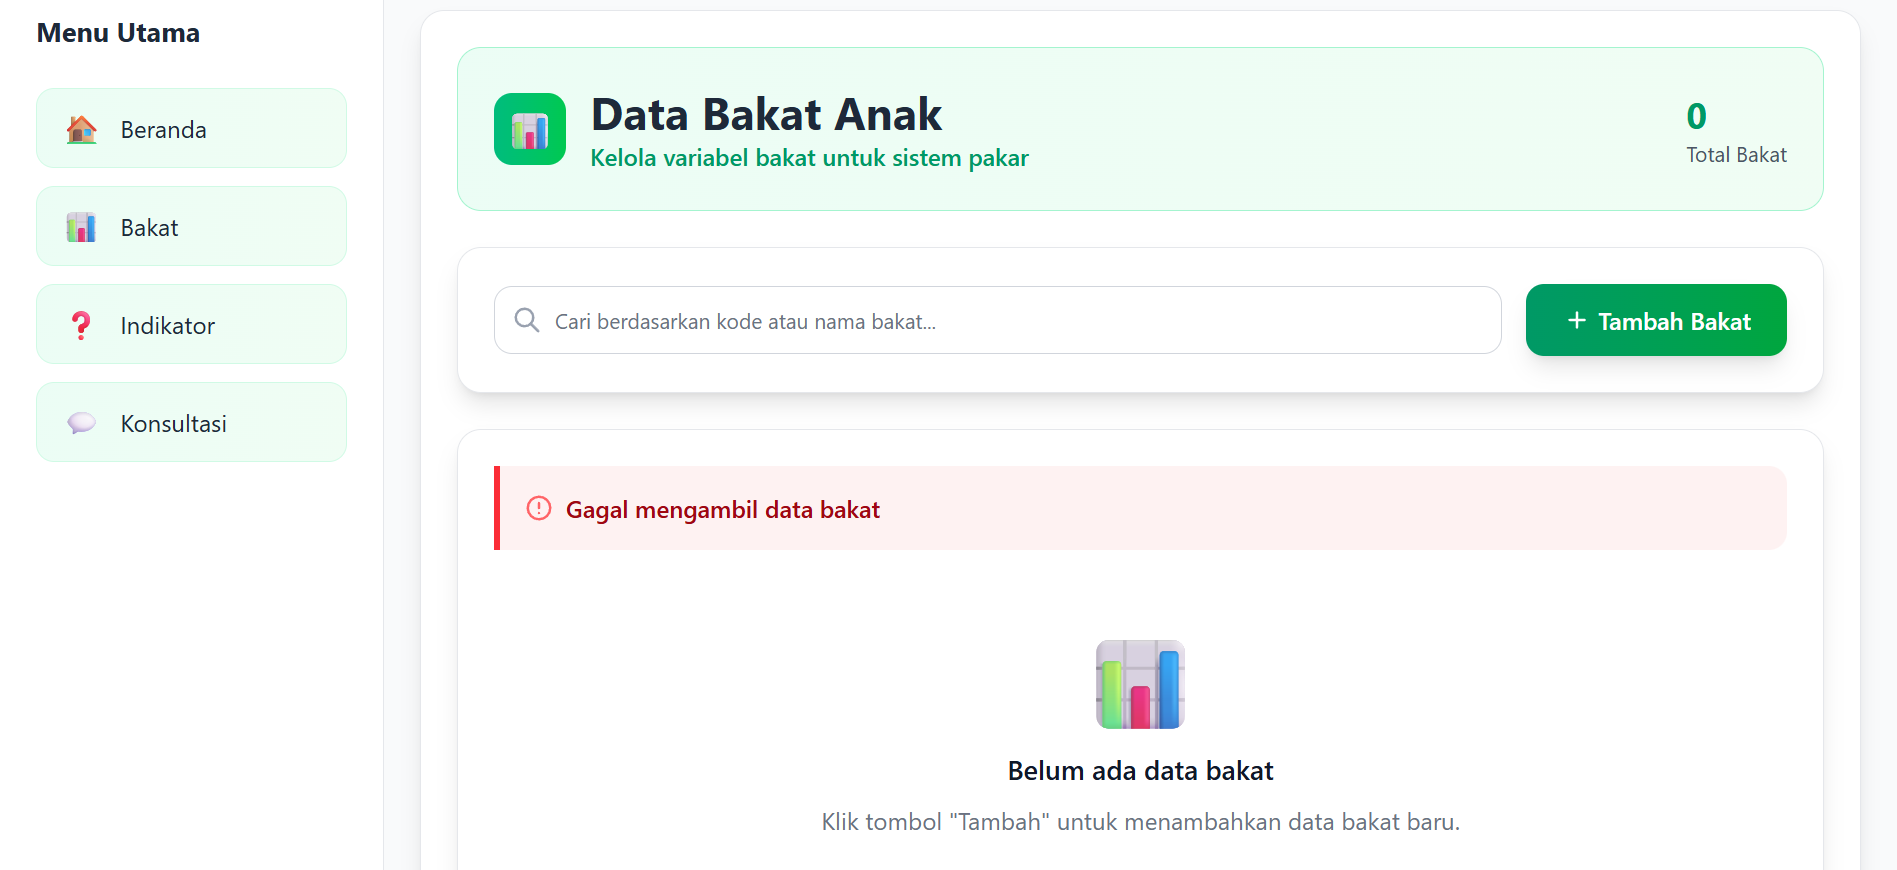 Menu Utama
Beranda
Bakat
Indikator
Konsultasi
Data Bakat Anak
Kelola variabel bakat untuk sistem pakar
0
Total Bakat
Cari berdasarkan kode atau nama bakat...
+ Tambah Bakat
Gagal mengambil data bakat
Belum ada data bakat
Klik tombol "Tambah" untuk menambahkan data bakat baru.